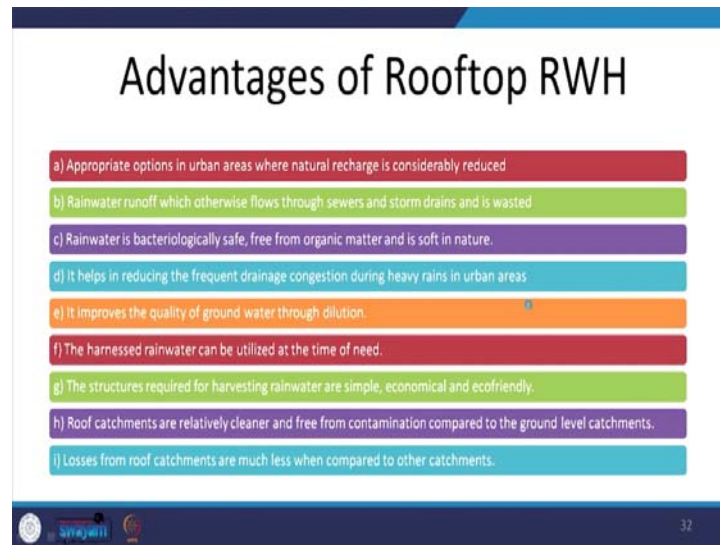 Advantages of Rooftop RWH
a) Appropriate options in urban areas where natural recharge is considerably reduced
b) Rainwater runoff which otherwise flows through sewers and storm drains and is wasted
c) Rainwater is bacteriologically safe, free from organic matter and is soft in nature.
d) It helps in reducing the frequent drainage congestion during heavy rains in urban areas
e) It improves the quality of ground water through dilution.
f) The harnessed rainwater can be utilized at the time of need.
g) The structures required for harvesting rainwater are simple, economical and ecofriendly.
h) Roof catchments are relatively cleaner and free from contamination compared to the ground level catchments.
i) Losses from roof catchments are much less when compared to other catchments.
swayam
32